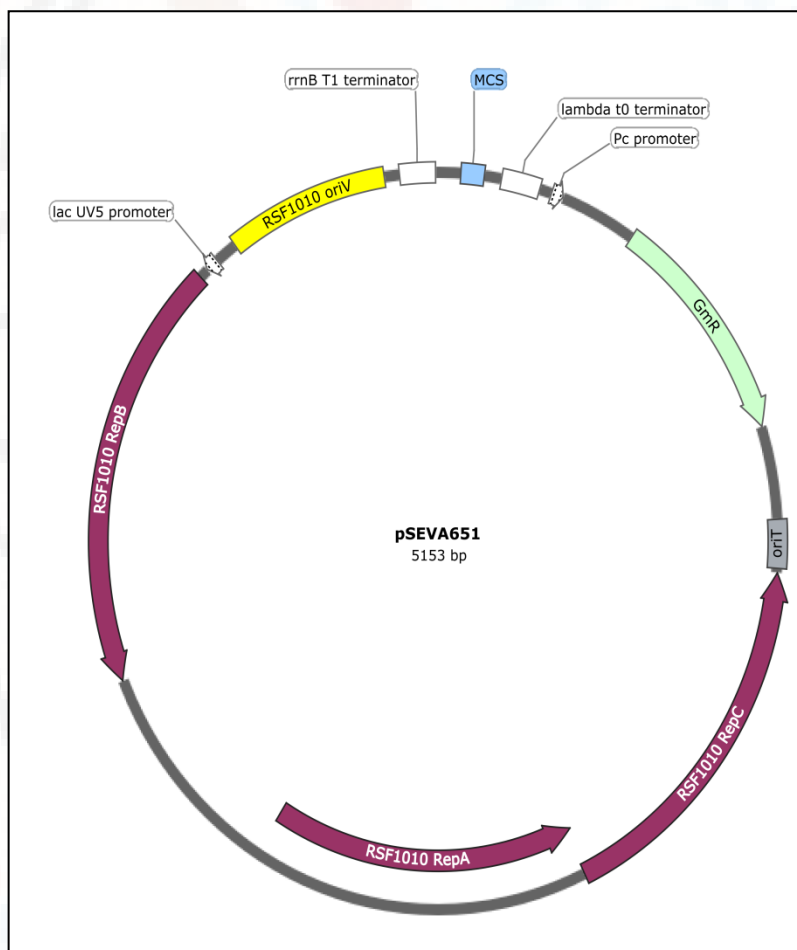 rrnB T1 terminator
MCS
lambda t0 terminator
Pc promoter
lac UV5 promoter
RSF1010 oriV
GmR
RSF1010 RepB
pSEVA651
5153 bp
oriT
RSF1010 RepC
RSF1010 RepA